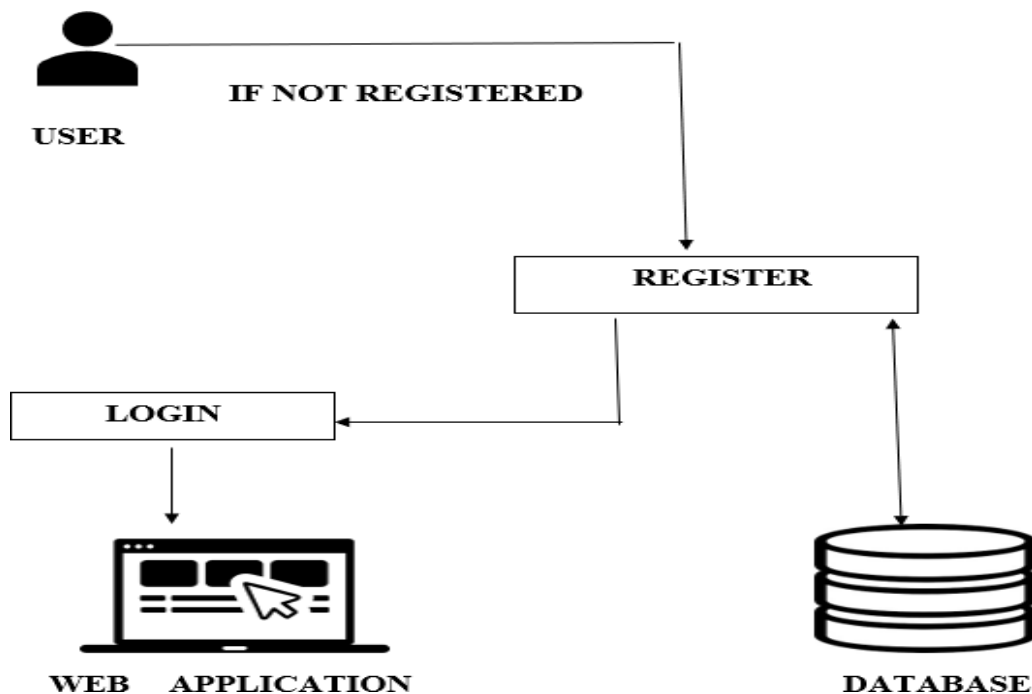 IF NOT REGISTERED
USER
REGISTER
LOGIN
WEB APPLICATION
DATABASE